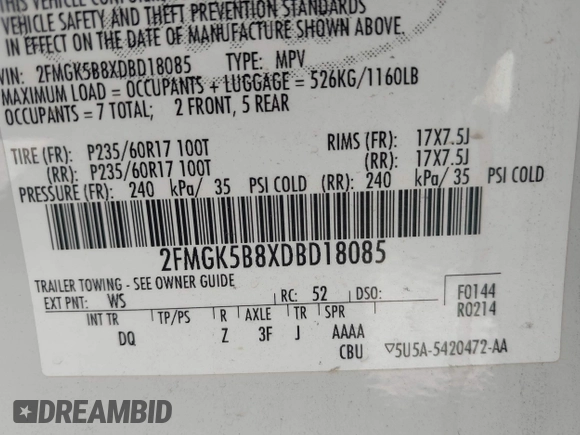 THIS VEHICLE CONFORMS
VEHICLE SAFETY AND THEFT PREVENTION STANDARDS
IN EFFECT ON THE DATE OF MANUFACTURE SHOWN
VIN: 2FMGK5B8XDBD18085 TYPE: MPV
MAXIMUM LOAD = OCCUPANTS + LUGGAGE = 526KG/1160LB
OCCUPANTS = 7 TOTAL; 2 FRONT, 5 REAR
TIRE (FR): P235/60R17 100T RIMS (FR): 17X7.5J
(RR): P235/60R17 100T (RR): 17X7.5J
PRESSURE (FR): 240 kPa/ 35 PSI COLD (RR): 240 kPa/ 35 PSI COLD
2FMGK5B8XDBD18085
TRAILER TOWING - SEE OWNER GUIDE
EXT PNT: WS RC: 52 DSO: F0144
R0214
INT TR TP/PS R AXLE TR SPR
DQ Z 3F J AAAA
CBU ▽5U5A-5420472-AA
DREAMBID